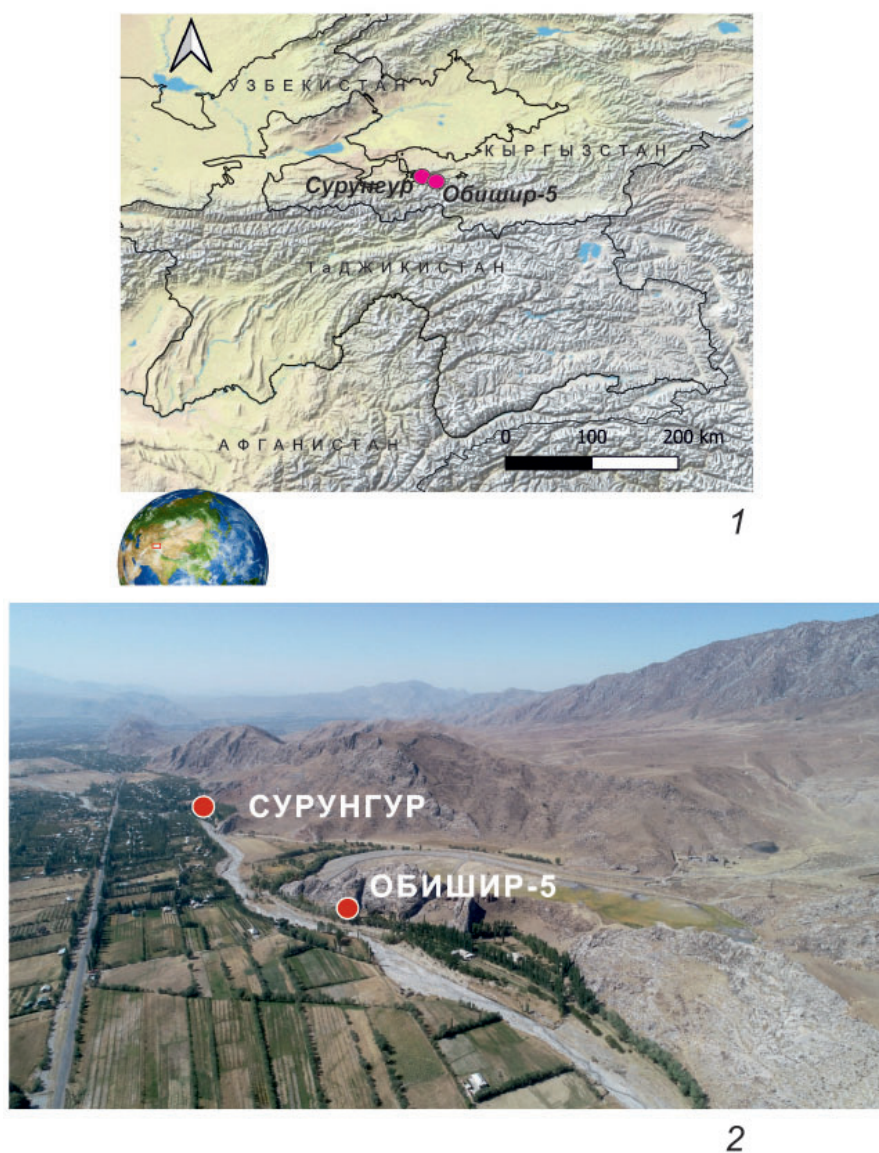 УЗБЕКИСТАН
КЫРГЫЗСТАН
Сурунгур
Обишир-5
ТаДЖИКИСТАН
АФГАНИСТАН
0 100 200 km
1
СУРУНГУР
ОБИШИР-5
2